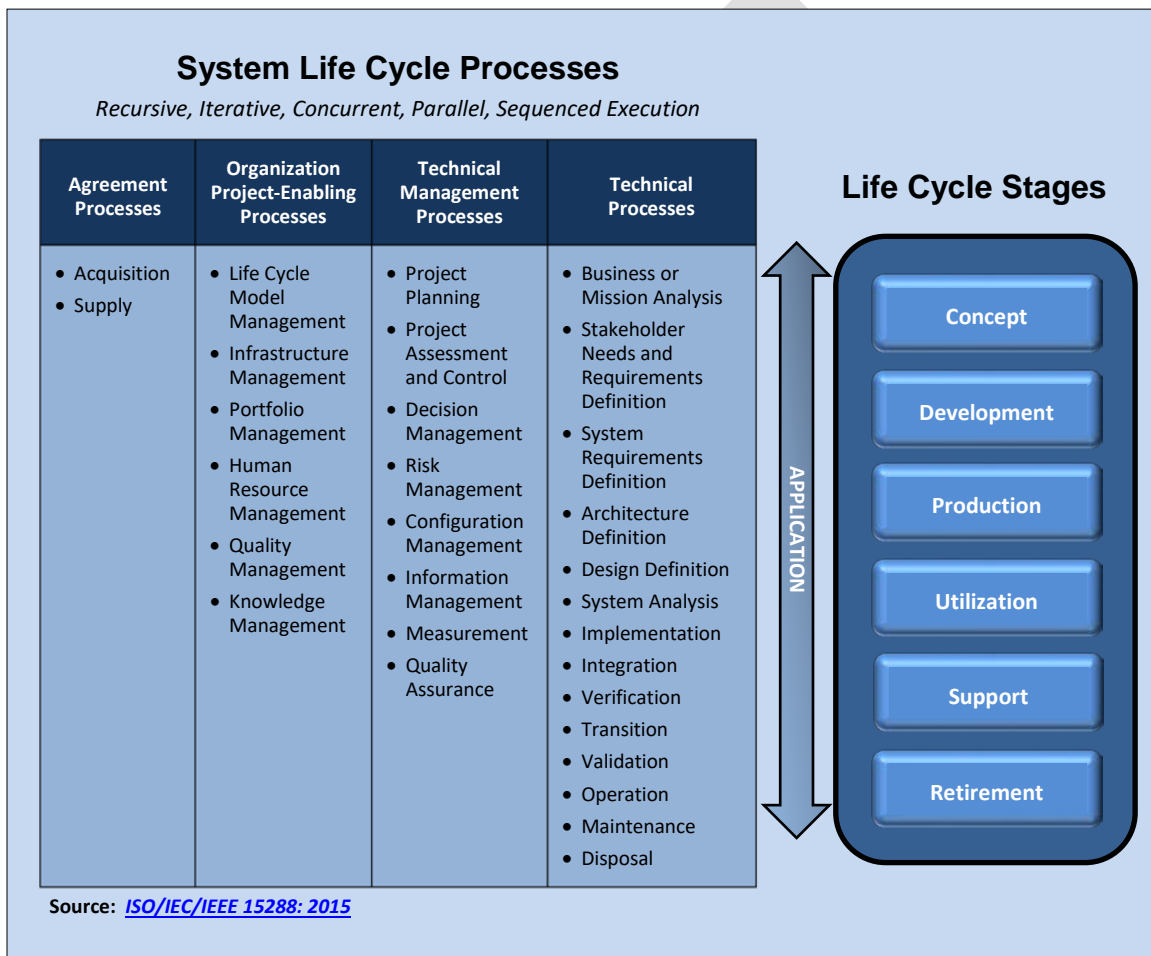 System Life Cycle Processes
Recursive, Iterative, Concurrent, Parallel, Sequenced Execution
Agreement
Processes
Organization
Project-Enabling
Processes
Technical
Management
Processes
Technical
Processes
• Acquisition
• Supply
• Life Cycle
Model
Management
• Infrastructure
Management
• Portfolio
Management
• Human
Resource
Management
• Quality
Management
• Knowledge
Management
• Project
Planning
• Project
Assessment
and Control
• Decision
Management
• Risk
Management
• Configuration
Management
• Information
Management
• Measurement
• Quality
Assurance
• Business or
Mission Analysis
• Stakeholder
Needs and
Requirements
Definition
• System
Requirements
Definition
• Architecture
Definition
• Design Definition
• System Analysis
• Implementation
• Integration
• Verification
• Transition
• Validation
• Operation
• Maintenance
• Disposal
APPLICATION
Life Cycle Stages
Concept
Development
Production
Utilization
Support
Retirement
Source: ISO/IEC/IEEE 15288: 2015